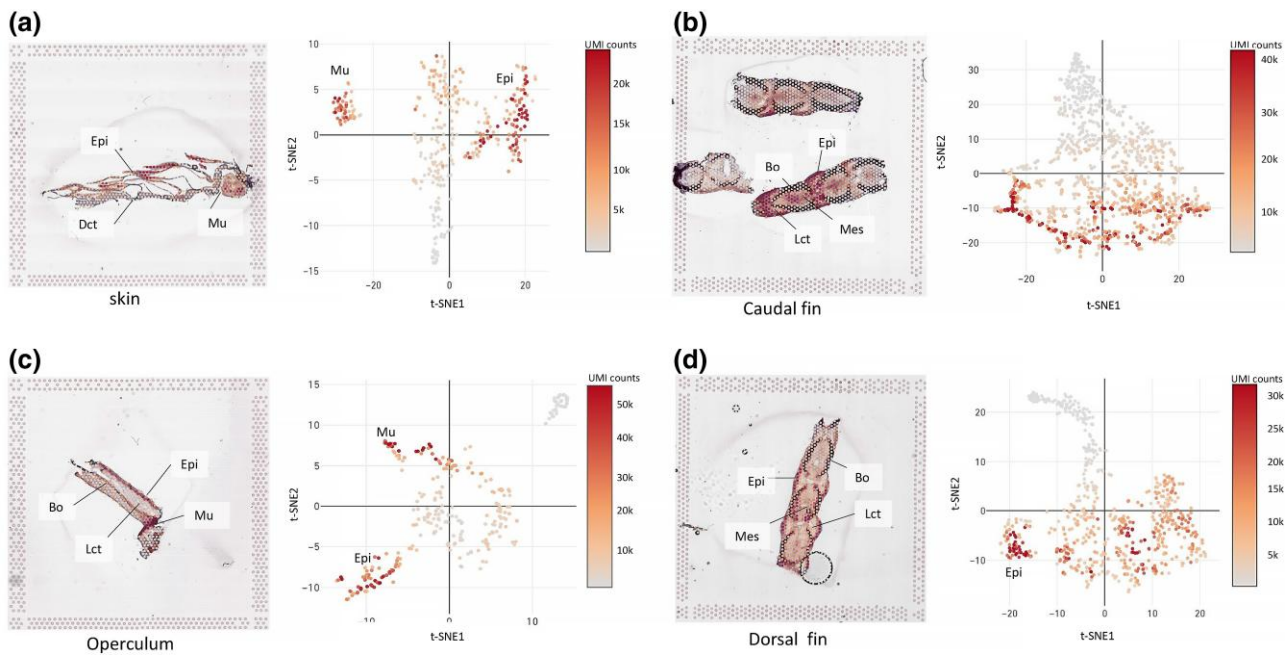 (a)
UMI counts
20k
15k
10k
5k
Mu
Epi
10
5
0
−5
−10
−15
−20
0
20
t-SNE2
t-SNE1
Epi
Dct
Mu
skin
(b)
UMI counts
40k
30k
20k
10k
30
20
10
0
−10
−20
−20
0
20
t-SNE2
t-SNE1
Bo
Epi
Lct
Mes
Caudal fin
(c)
UMI counts
50k
40k
30k
20k
10k
Mu
Epi
15
10
5
0
−5
−10
−10
0
10
t-SNE2
t-SNE1
Epi
Bo
Mu
Lct
Operculum
(d)
UMI counts
30k
25k
20k
15k
10k
5k
Epi
20
10
0
−10
−20
−10
0
10
20
t-SNE2
t-SNE1
Epi
Bo
Mes
Lct
Dorsal fin